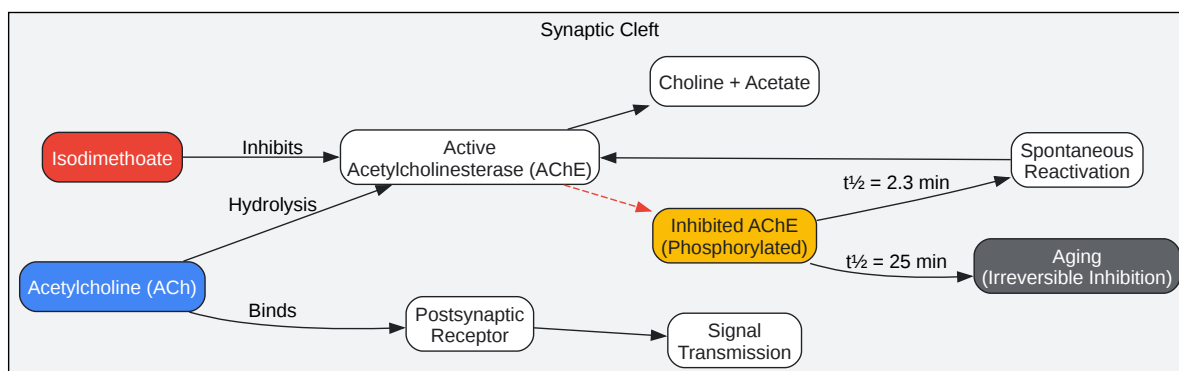 Synaptic Cleft
Choline + Acetate
Isodimethoate
Inhibits
Active
Acetylcholinesterase (AChE)
Spontaneous
Reactivation
Hydrolysis
t½ = 2.3 min
Inhibited AChE
(Phosphorylated)
t½ = 25 min
Aging
(Irreversible Inhibition)
Acetylcholine (ACh)
Binds
Postsynaptic
Receptor
Signal
Transmission